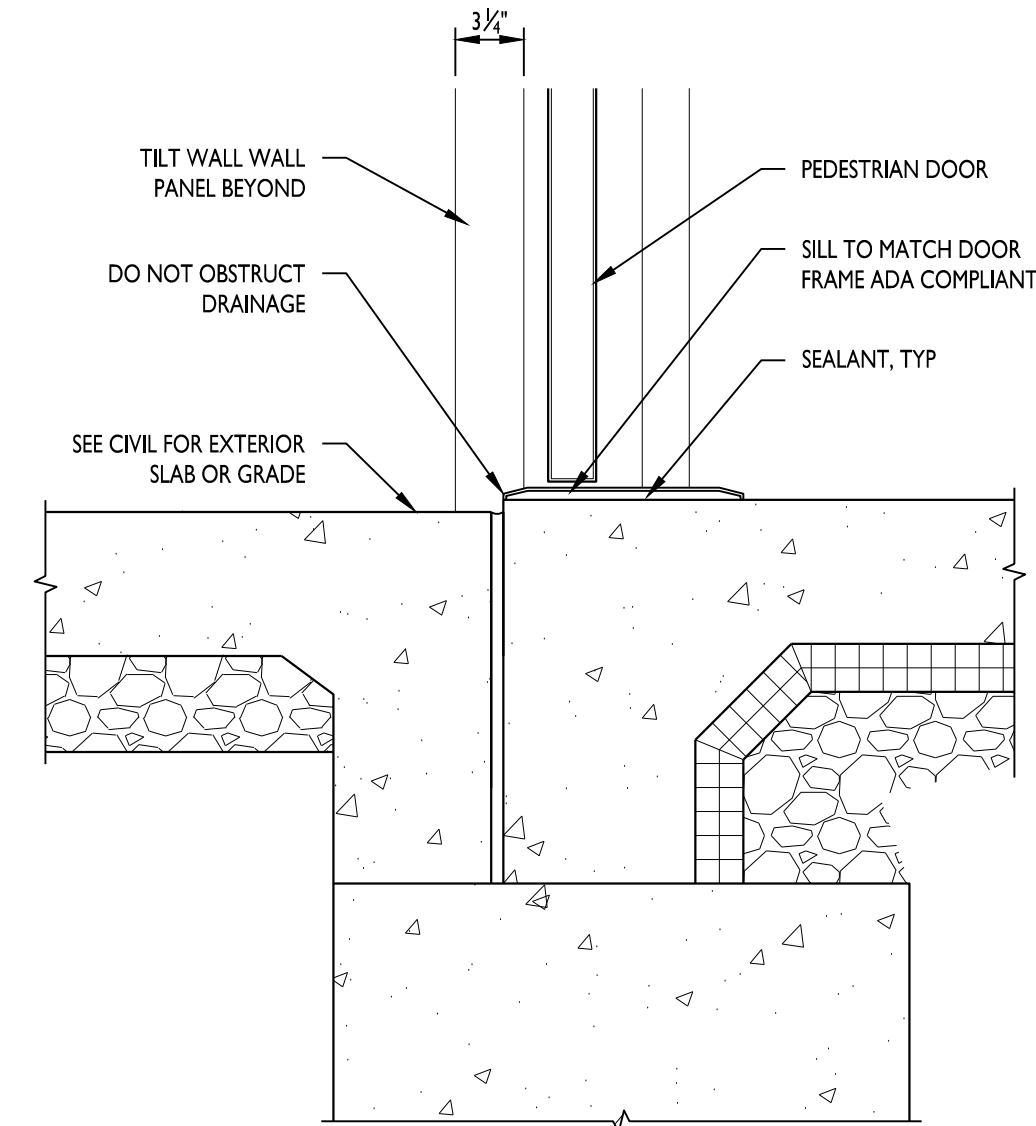 3 1/4"
TILT WALL WALL
PANEL BEYOND
DO NOT OBSTRUCT
DRAINAGE
SEE CIVIL FOR EXTERIOR
SLAB OR GRADE
PEDESTRIAN DOOR
SILL TO MATCH DOOR
FRAME ADA COMPLIANT
SEALANT, TYP